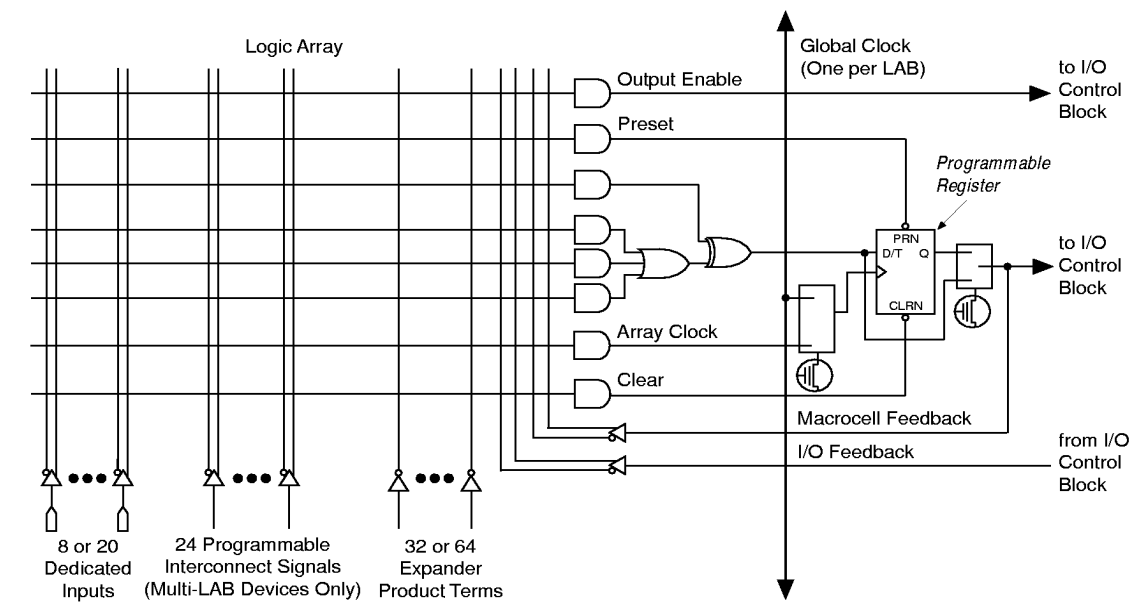 Logic Array
Global Clock
(One per LAB)
to I/O
Control
Block
Output Enable
Preset
Programmable
Register
PRN
D/T Q
CLRN
to I/O
Control
Block
Array Clock
Clear
Macrocell Feedback
I/O Feedback
from I/O
Control
Block
8 or 20
Dedicated
Inputs
24 Programmable
Interconnect Signals
(Multi-LAB Devices Only)
32 or 64
Expander
Product Terms